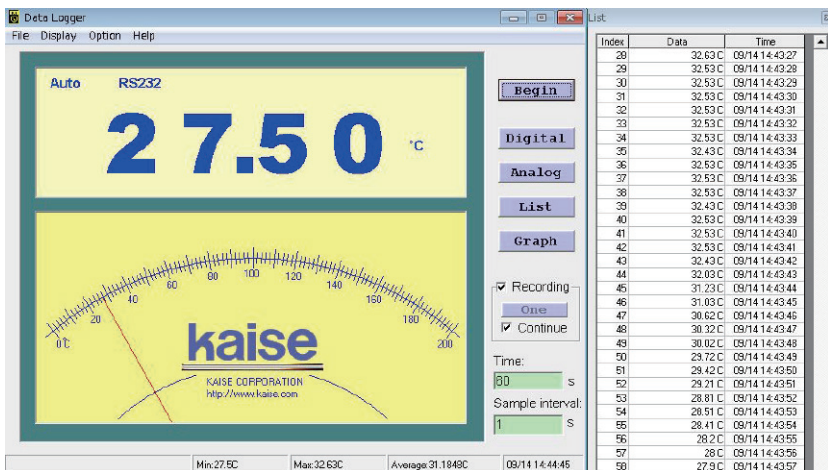 Data Logger
File Display Option Help
Auto RS232
27.50 °C
0℃ 20 40 60 80 100 120 140 160 180 200
kaise
KAISE CORPORATION
http://www.kaise.com
Begin
Digital
Analog
List
Graph
Recording
One
Continue
Time:
60 s
Sample interval:
1 s
Min:27.5C Max:32.63C Average:31.1848C 09/14 14:44:45
List
Index Data Time
28 32.63 C 09/14 14:43:27
29 32.53 C 09/14 14:43:28
30 32.53 C 09/14 14:43:29
31 32.53 C 09/14 14:43:30
32 32.53 C 09/14 14:43:31
33 32.53 C 09/14 14:43:32
34 32.53 C 09/14 14:43:33
35 32.43 C 09/14 14:43:34
36 32.53 C 09/14 14:43:35
37 32.53 C 09/14 14:43:36
38 32.53 C 09/14 14:43:37
39 32.43 C 09/14 14:43:38
40 32.53 C 09/14 14:43:39
41 32.53 C 09/14 14:43:40
42 32.53 C 09/14 14:43:41
43 32.43 C 09/14 14:43:42
44 32.03 C 09/14 14:43:43
45 31.23 C 09/14 14:43:44
46 31.03 C 09/14 14:43:45
47 30.62 C 09/14 14:43:46
48 30.32 C 09/14 14:43:47
49 30.02 C 09/14 14:43:48
50 29.72 C 09/14 14:43:49
51 29.42 C 09/14 14:43:50
52 29.21 C 09/14 14:43:51
53 28.81 C 09/14 14:43:52
54 28.51 C 09/14 14:43:53
55 28.41 C 09/14 14:43:54
56 28.2 C 09/14 14:43:55
57 28 C 09/14 14:43:56
58 27.9 C 09/14 14:43:57